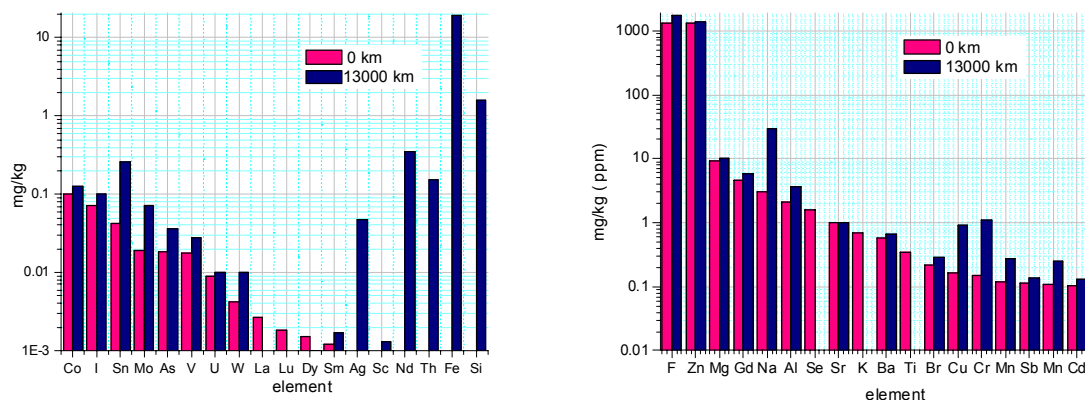 10
1
0.1
0.01
1E-3
mg/kg
0 km
13000 km
Co I Sn Mo As V U W La Lu Dy Sm Ag Sc Nd Th Fe Si
element
1000
100
10
1
0.1
0.01
mg/kg ( ppm)
0 km
13000 km
F Zn Mg Gd Na Al Se Sr K Ba Ti Br Cu Cr Mn Sb Mn Cd
element